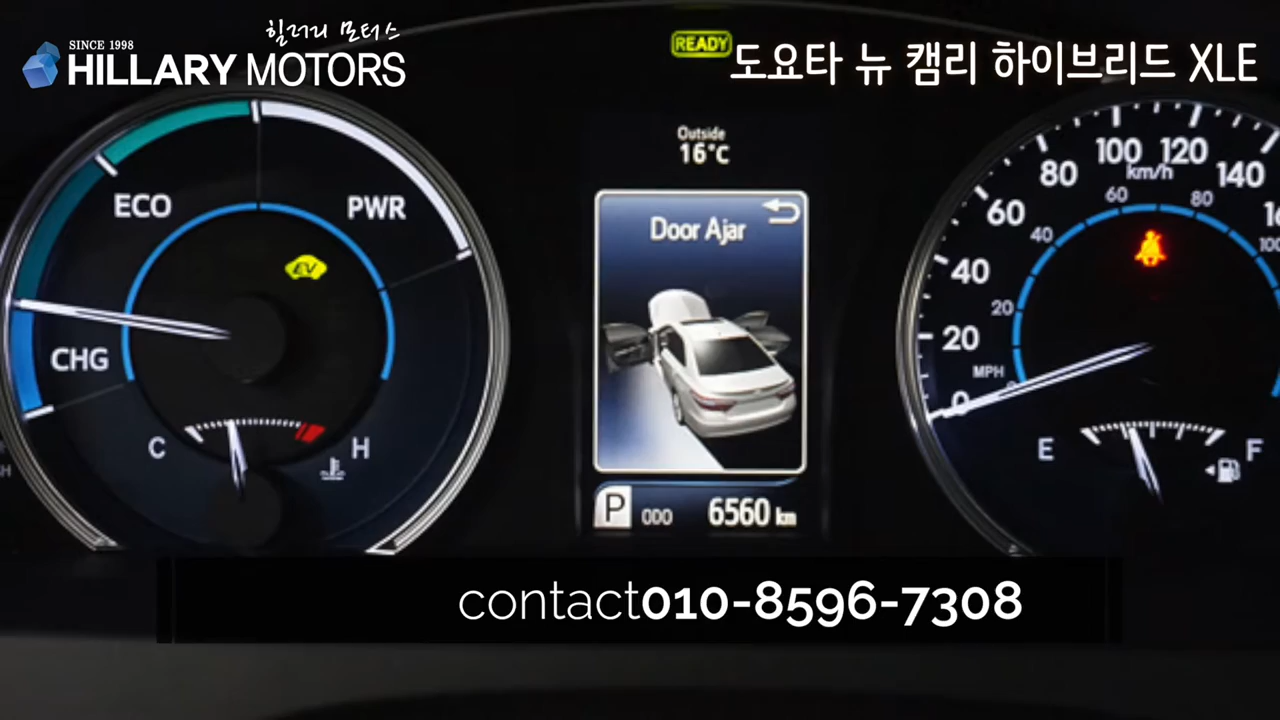 힐러리 모터스
SINCE 1998
HILLARY MOTORS
READY
도요타 뉴 캠리 하이브리드 XLE
Outside
16°C
ECO
PWR
EV
CHG
C
H
Door Ajar
P ODO 6560 km
km/h
0
20
40
60
80
100
120
140
MPH
20
40
60
80
100
E
F
contact010-8596-7308